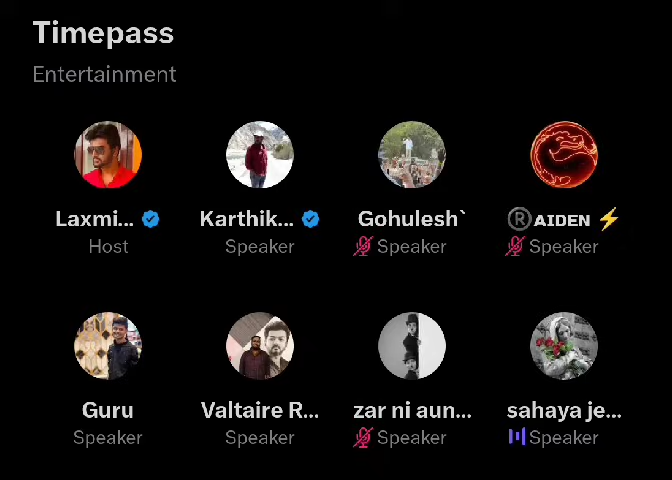 Timepass
Entertainment
Laxmi... Karthik... Gohulesh` ®ᴀɪᴅᴇɴ ⚡
Host Speaker Speaker Speaker
Guru Valtaire R... zar ni aun... sahaya je...
Speaker Speaker Speaker Speaker